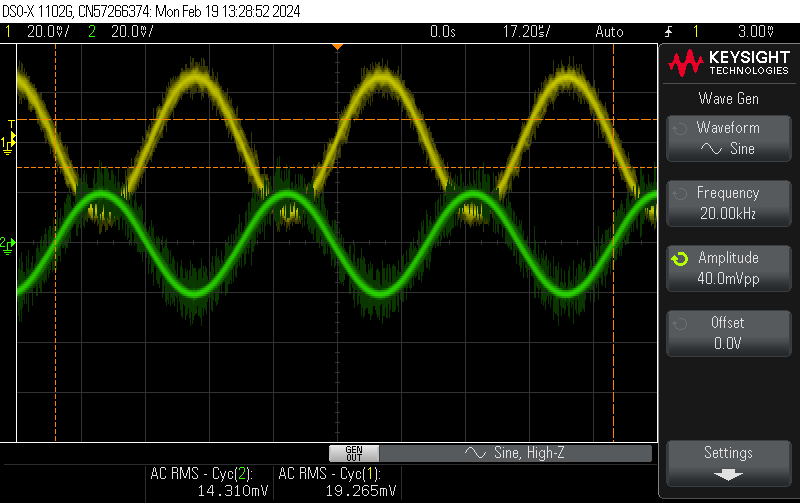 DSO-X 1102G, CN57266374: Mon Feb 19 13:28:52 2024
1 20.0V/ 2 20.0V/ 0.0s 17.20s/ Auto 1 3.00V
KEYSIGHT
TECHNOLOGIES
Wave Gen
Waveform
Sine
Frequency
20.00kHz
Amplitude
40.0mVpp
Offset
0.0V
T
1
2
GEN
OUT
Sine, High-Z
Settings
AC RMS - Cyc(2): AC RMS - Cyc(1):
14.310mV 19.265mV